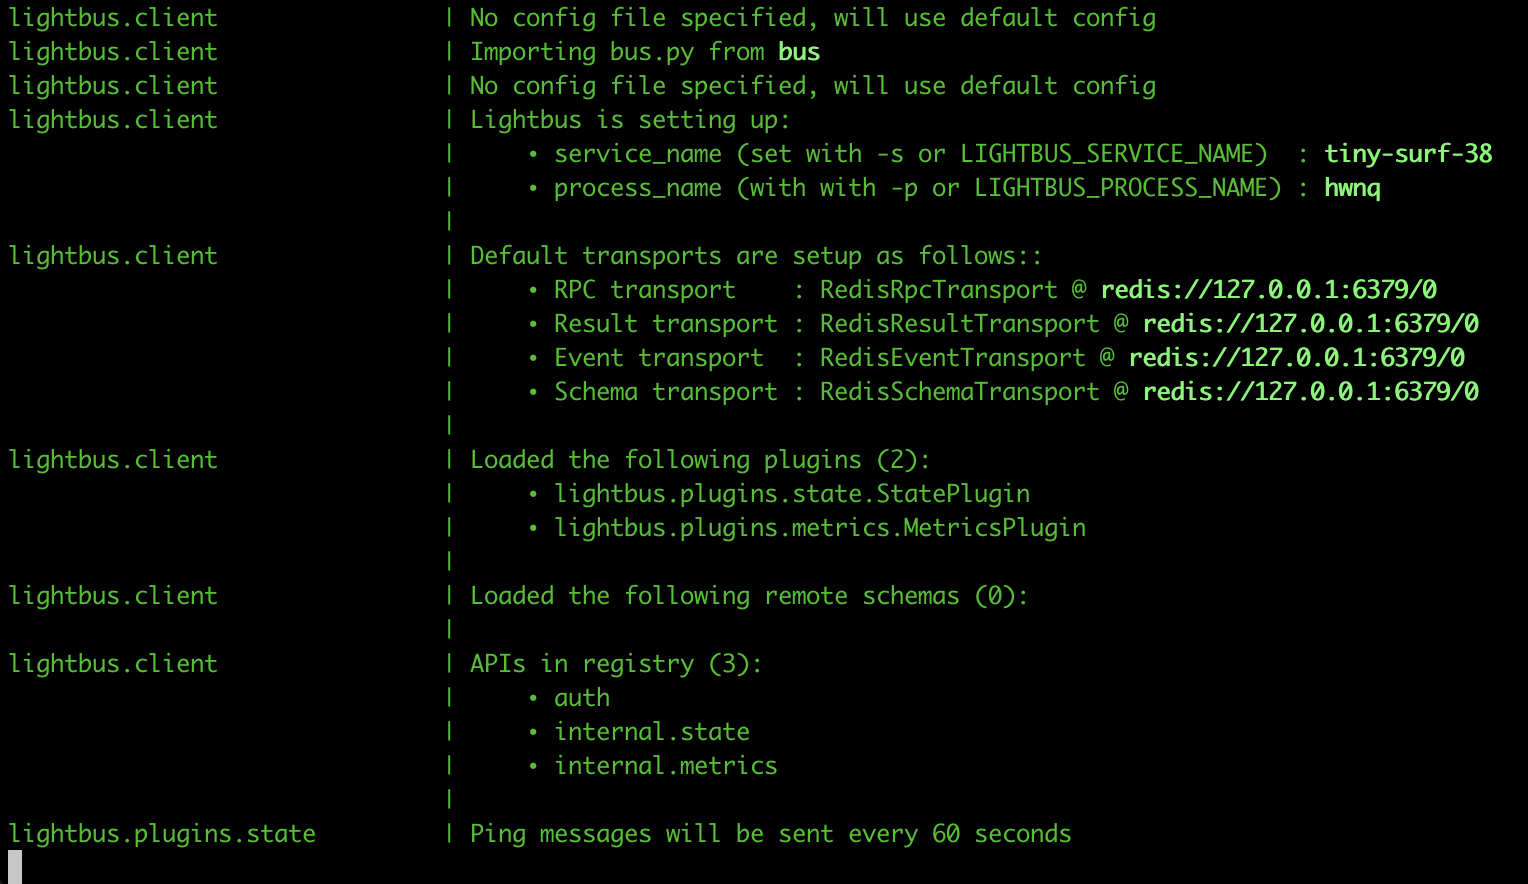 lightbus.client | No config file specified, will use default config
lightbus.client | Importing bus.py from bus
lightbus.client | No config file specified, will use default config
lightbus.client | Lightbus is setting up:
| • service_name (set with -s or LIGHTBUS_SERVICE_NAME) : tiny-surf-38
| • process_name (with with -p or LIGHTBUS_PROCESS_NAME) : hwnq
|
lightbus.client | Default transports are setup as follows::
| • RPC transport : RedisRpcTransport @ redis://127.0.0.1:6379/0
| • Result transport : RedisResultTransport @ redis://127.0.0.1:6379/0
| • Event transport : RedisEventTransport @ redis://127.0.0.1:6379/0
| • Schema transport : RedisSchemaTransport @ redis://127.0.0.1:6379/0
|
lightbus.client | Loaded the following plugins (2):
| • lightbus.plugins.state.StatePlugin
| • lightbus.plugins.metrics.MetricsPlugin
|
lightbus.client | Loaded the following remote schemas (0):
|
lightbus.client | APIs in registry (3):
| • auth
| • internal.state
| • internal.metrics
|
lightbus.plugins.state | Ping messages will be sent every 60 seconds